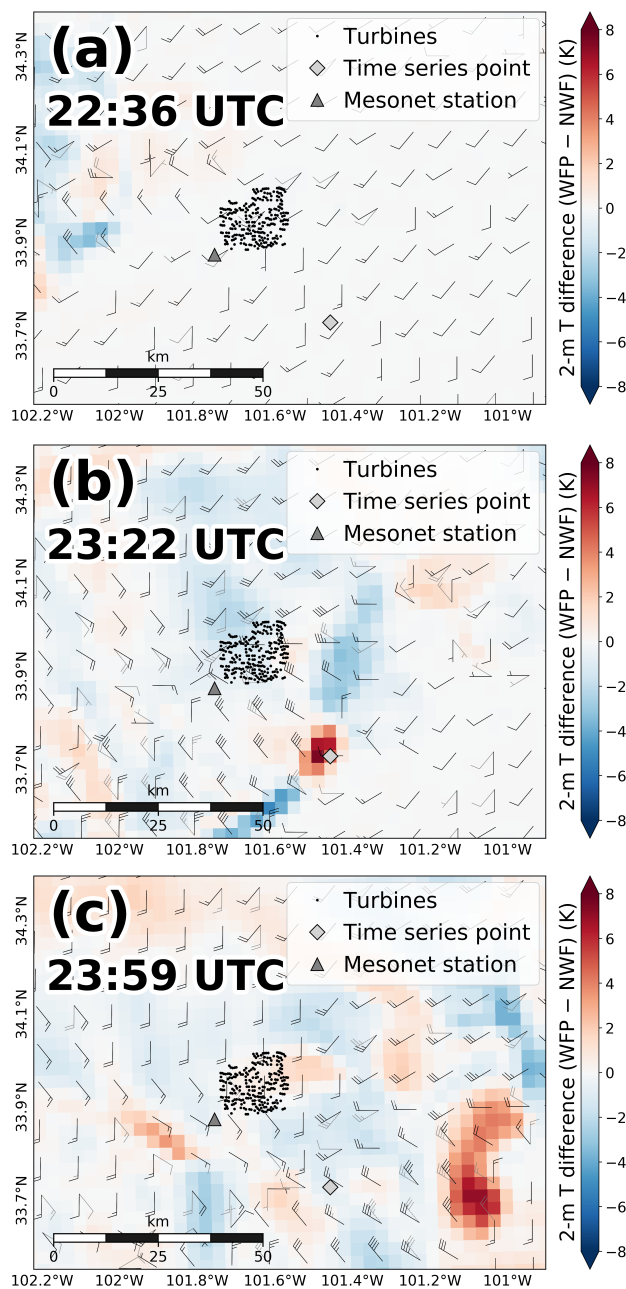 (a)
22:36 UTC
Turbines
Time series point
Mesonet station
34.3°N
34.1°N
33.9°N
33.7°N
km
0 25 50
102.2°W 102°W 101.8°W 101.6°W 101.4°W 101.2°W 101°W
8
6
4
2
0
−2
−4
−6
−8
2-m T difference (WFP − NWF) (K)
(b)
23:22 UTC
Turbines
Time series point
Mesonet station
34.3°N
34.1°N
33.9°N
33.7°N
km
0 25 50
102.2°W 102°W 101.8°W 101.6°W 101.4°W 101.2°W 101°W
8
6
4
2
0
−2
−4
−6
−8
2-m T difference (WFP − NWF) (K)
(c)
23:59 UTC
Turbines
Time series point
Mesonet station
34.3°N
34.1°N
33.9°N
33.7°N
km
0 25 50
102.2°W 102°W 101.8°W 101.6°W 101.4°W 101.2°W 101°W
8
6
4
2
0
−2
−4
−6
−8
2-m T difference (WFP − NWF) (K)